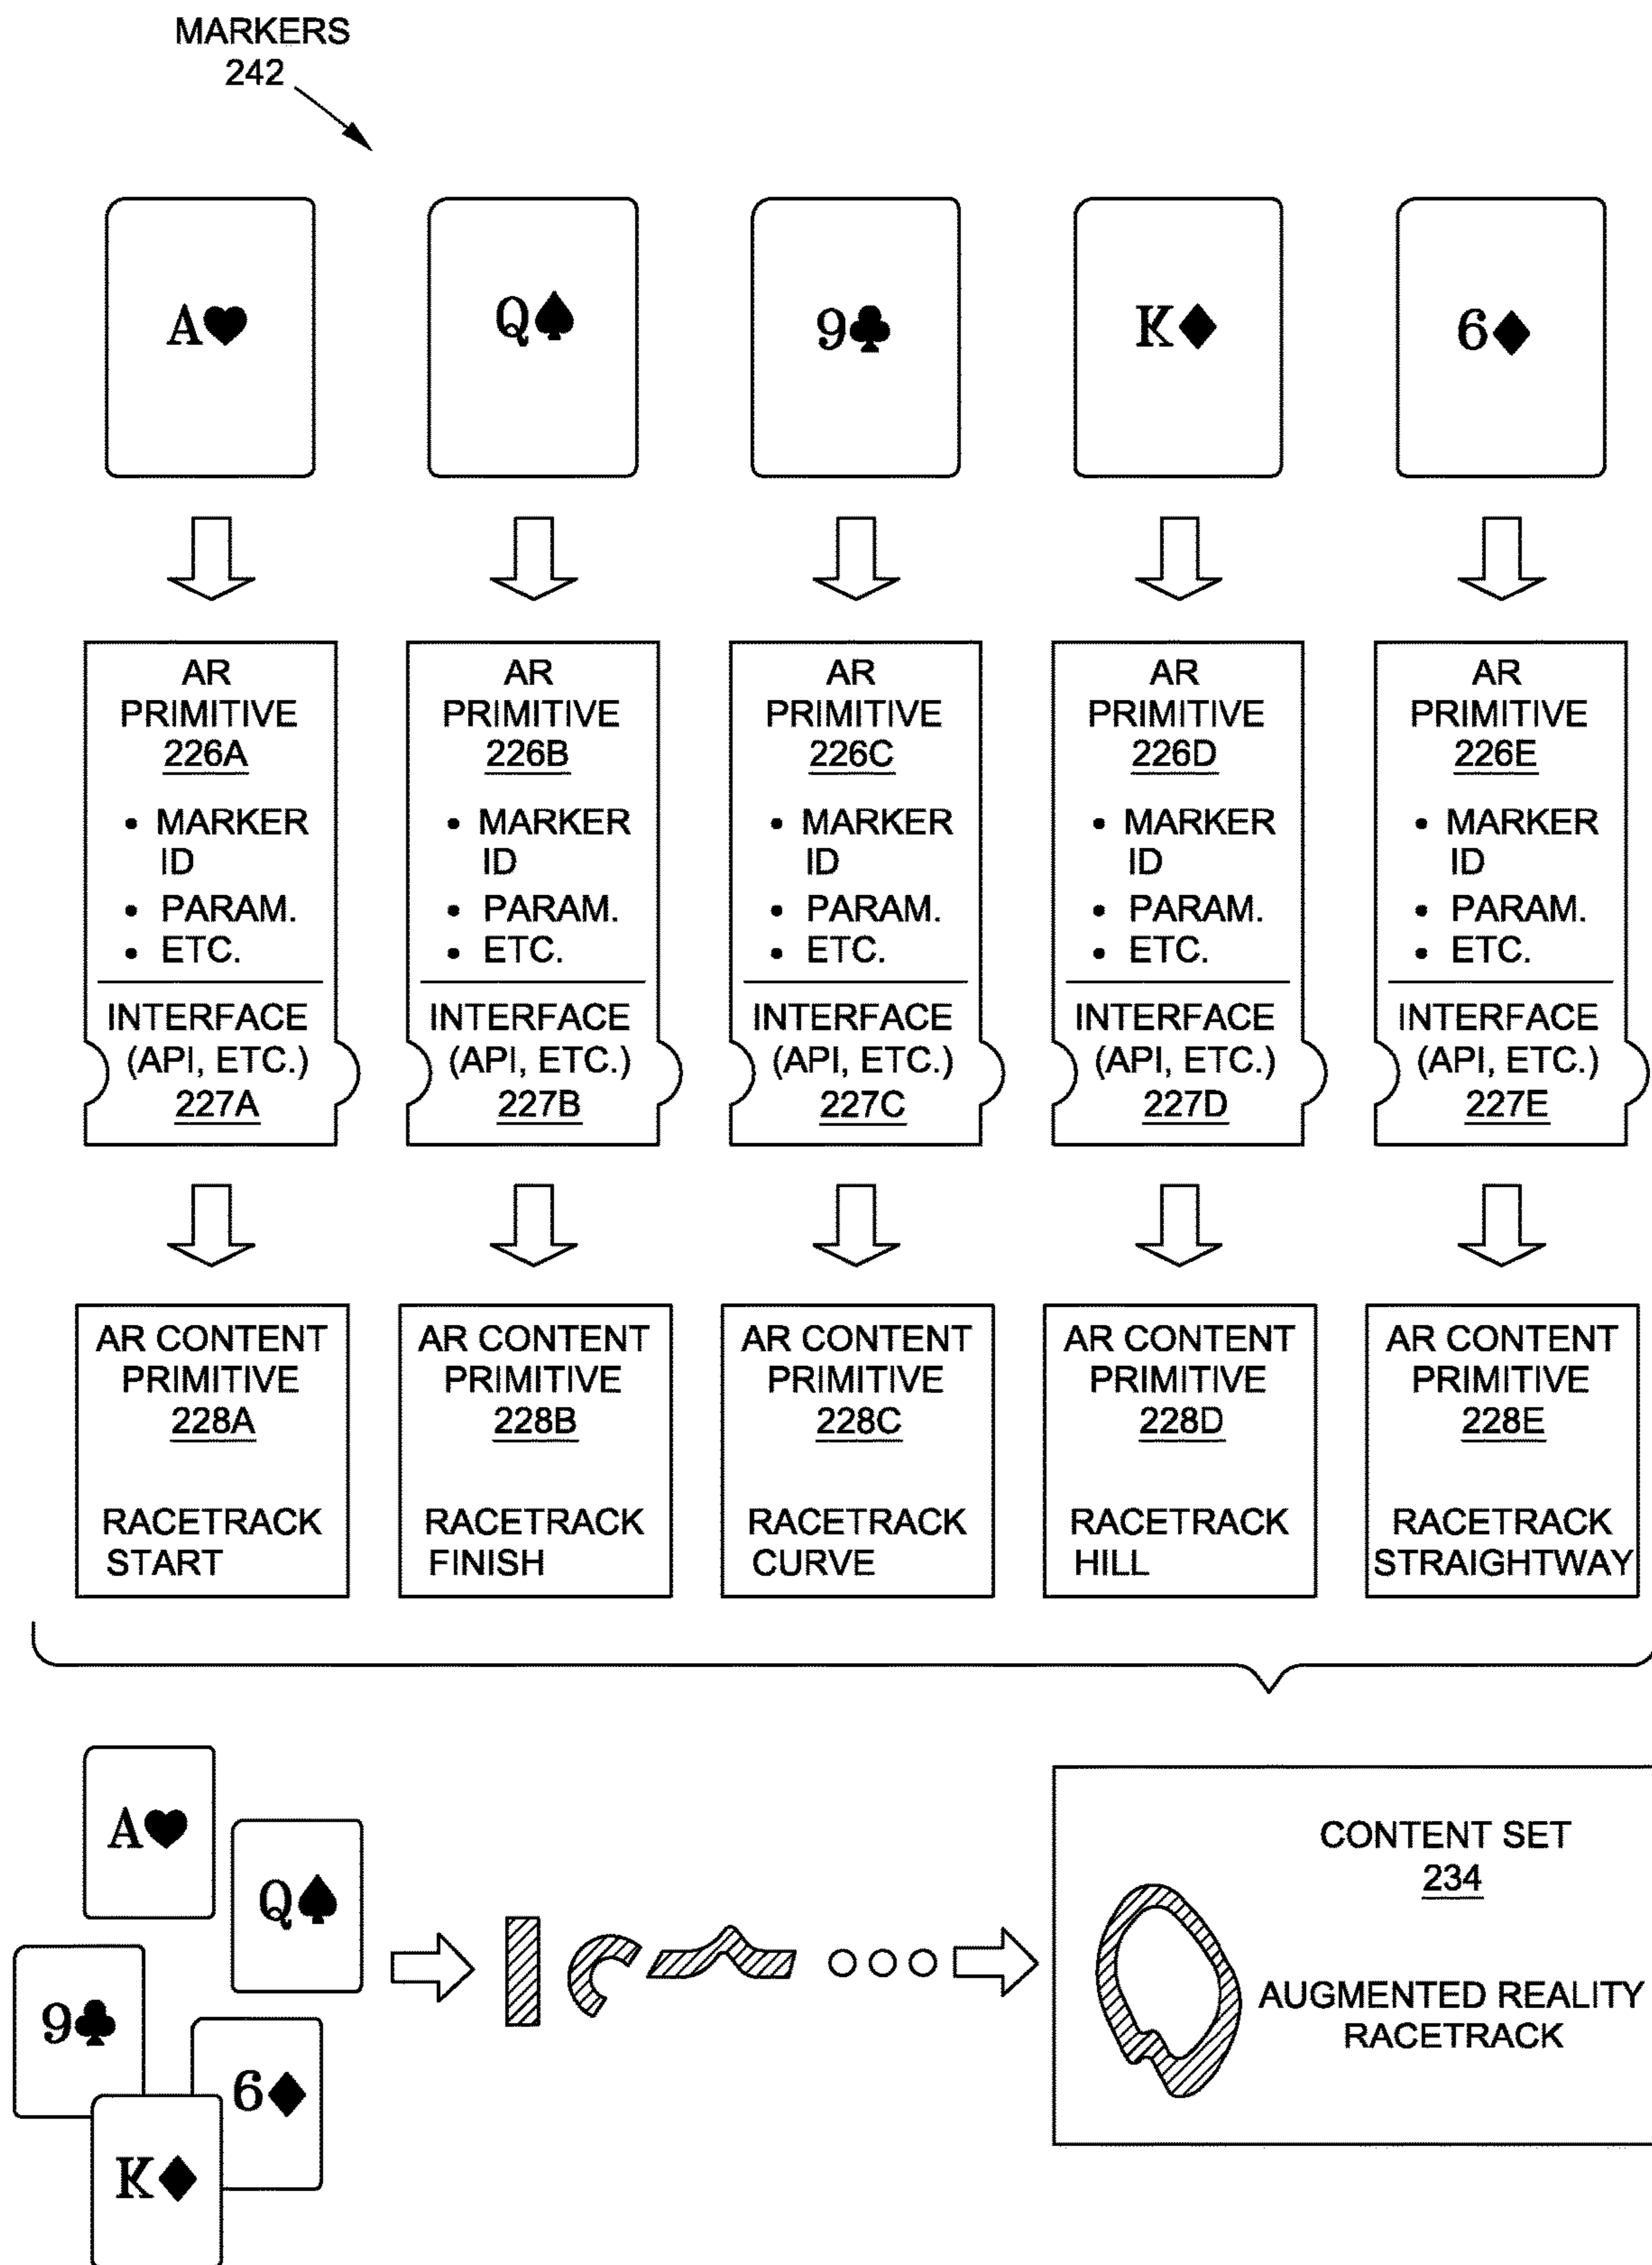 MARKERS
242
A♥
Q♠
9♣
K♦
6♦
AR
PRIMITIVE
226A
• MARKER
ID
• PARAM.
• ETC.
INTERFACE
(API, ETC.)
227A
AR
PRIMITIVE
226B
• MARKER
ID
• PARAM.
• ETC.
INTERFACE
(API, ETC.)
227B
AR
PRIMITIVE
226C
• MARKER
ID
• PARAM.
• ETC.
INTERFACE
(API, ETC.)
227C
AR
PRIMITIVE
226D
• MARKER
ID
• PARAM.
• ETC.
INTERFACE
(API, ETC.)
227D
AR
PRIMITIVE
226E
• MARKER
ID
• PARAM.
• ETC.
INTERFACE
(API, ETC.)
227E
AR CONTENT
PRIMITIVE
228A
RACETRACK
START
AR CONTENT
PRIMITIVE
228B
RACETRACK
FINISH
AR CONTENT
PRIMITIVE
228C
RACETRACK
CURVE
AR CONTENT
PRIMITIVE
228D
RACETRACK
HILL
AR CONTENT
PRIMITIVE
228E
RACETRACK
STRAIGHTWAY
A♥
Q♠
9♣
6♦
K♦
CONTENT SET
234
AUGMENTED REALITY
RACETRACK